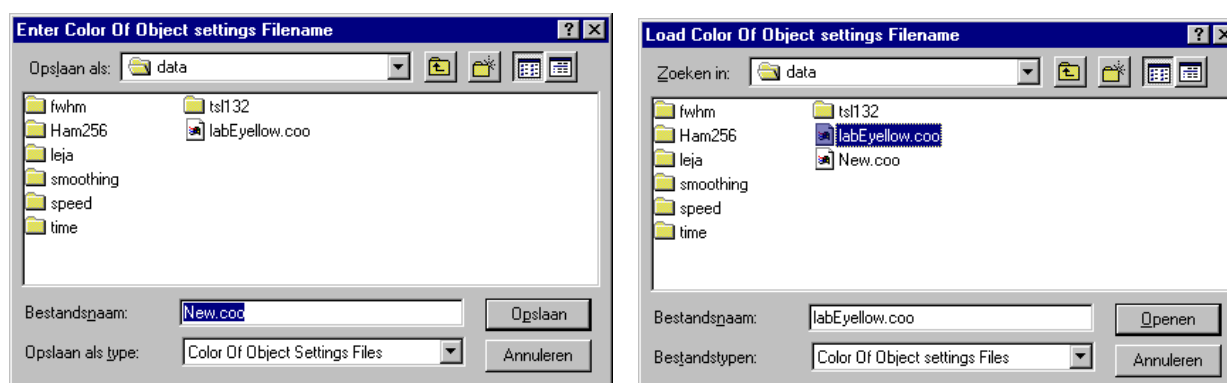 Enter Color Of Object settings Filename
Opslaan als: data
fwhm tsl132
Ham256 labEyellow.coo
leja
smoothing
speed
time
Bestandsnaam: New.coo Opslaan
Opslaan als type: Color Of Object Settings Files Annuleren
Load Color Of Object settings Filename
Zoeken in: data
fwhm tsl132
Ham256 labEyellow.coo
leja New.coo
smoothing
speed
time
Bestandsnaam: labEyellow.coo Openen
Bestandstypen: Color Of Object settings Files Annuleren